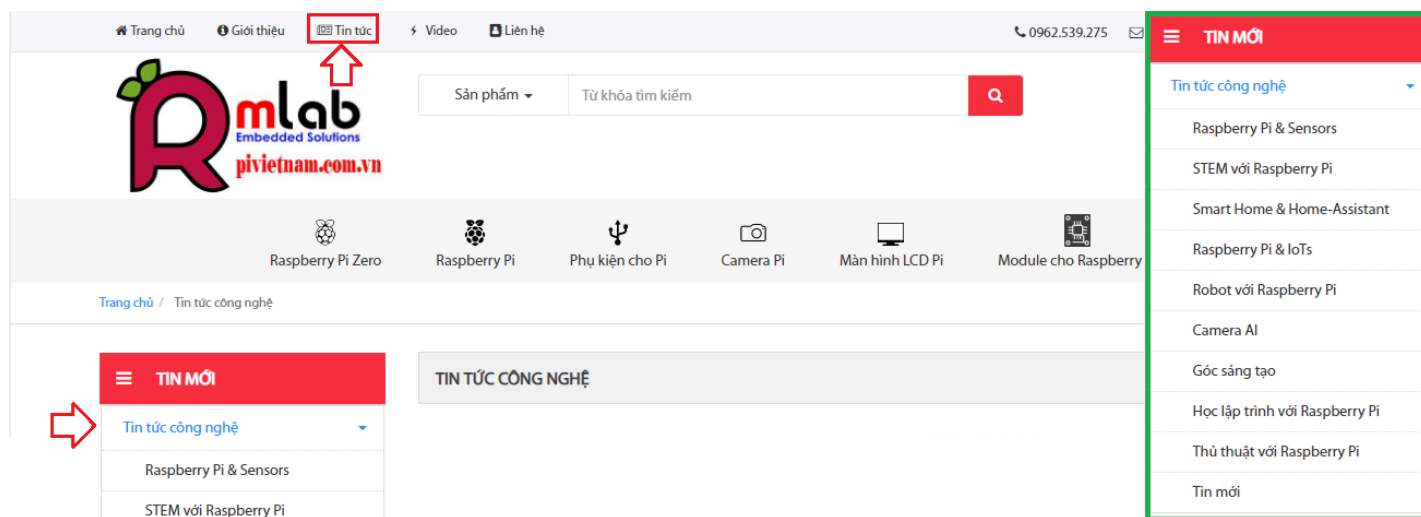 Trang chủ Giới thiệu Tin tức Video Liên hệ 0962.539.275
mlab
Embedded Solutions
pivietnam.com.vn
Sản phẩm Từ khóa tìm kiếm
Raspberry Pi Zero Raspberry Pi Phụ kiện cho Pi Camera Pi Màn hình LCD Pi Module cho Raspberry
Trang chủ / Tin tức công nghệ
TIN MỚI
Tin tức công nghệ
Raspberry Pi & Sensors
STEM với Raspberry Pi
TIN TỨC CÔNG NGHỆ
TIN MỚI
Tin tức công nghệ
Raspberry Pi & Sensors
STEM với Raspberry Pi
Smart Home & Home-Assistant
Raspberry Pi & IoTs
Robot với Raspberry Pi
Camera AI
Góc sáng tạo
Học lập trình với Raspberry Pi
Thủ thuật với Raspberry Pi
Tin mới